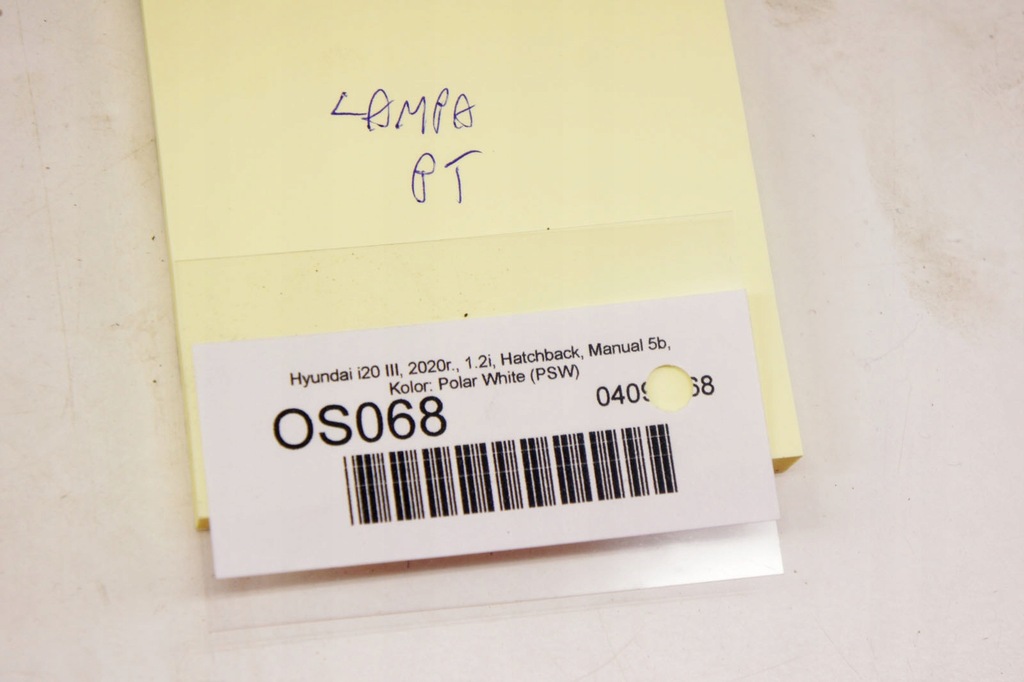 LAMPA
PT
Hyundai i20 III, 2020r., 1.2i, Hatchback, Manual 5b,
Kolor: Polar White (PSW)
OS068